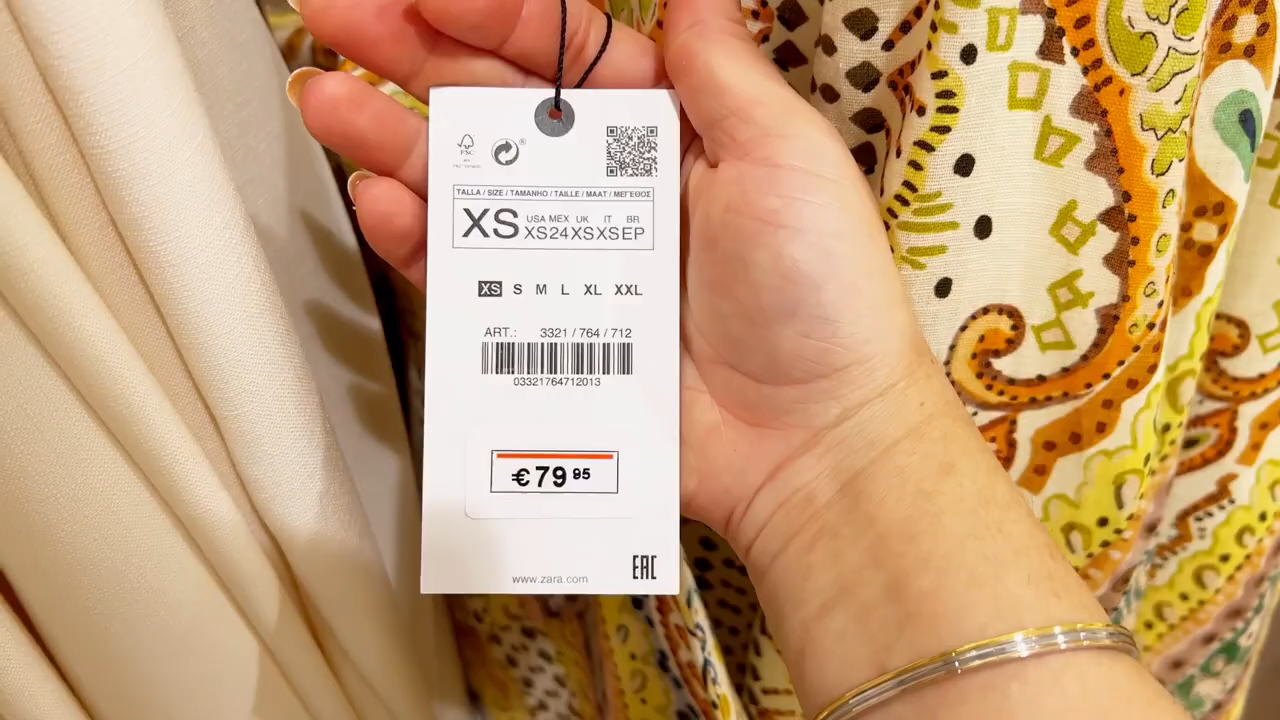 FSC
TALLA / SIZE / TAMANHO / TAILLE / MAAT / ΜΕΓΕΘΟΣ
XS
USA MEX UK IT BR
XS 24 XS XS EP
XS S M L XL XXL
ART.: 3321 / 764 / 712
03321764712013
€ 79 95
www.zara.com
EAC